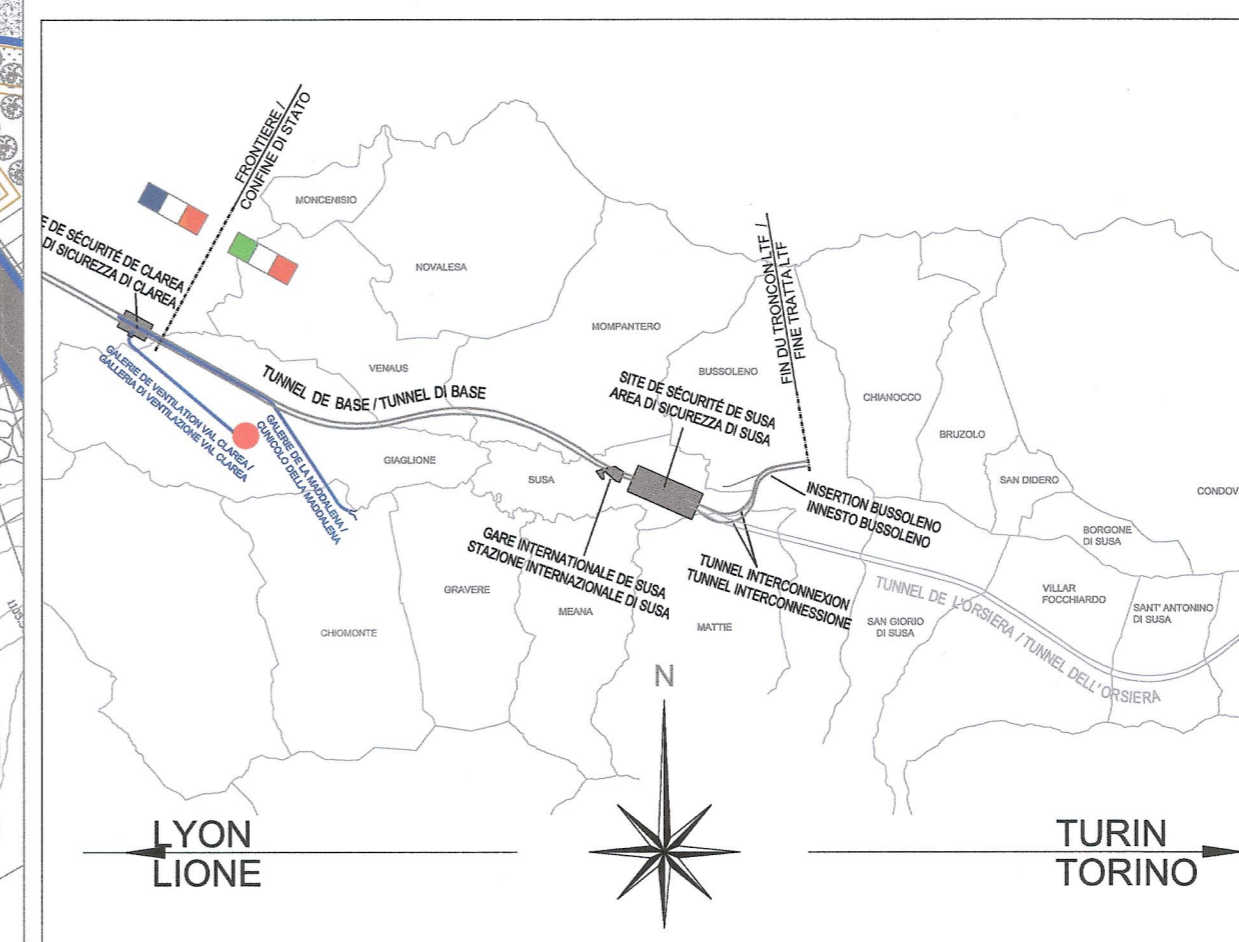 FRONTIERE /
CONFINE DI STATO
MONCENISIO
E DE SÉCURITÉ DE CLAREA
DI SICUREZZA DI CLAREA
NOVALESA
FIN DU TRONCON LTF /
FINE TRATTA LTF
MOMPANTERO
GALERIE DE VENTILATION VAL CLAREA /
GALLERIA DI VENTILAZIONE VAL CLAREA
VENAUS
TUNNEL DE BASE / TUNNEL DI BASE
BUSSOLENO
SITE DE SÉCURITÉ DE SUSA
AREA DI SICUREZZA DI SUSA
CHIANOCCO
BRUZOLO
GALERIE DE LA MADDALENA /
CUNICOLO DELLA MADDALENA
GIAGLIONE
SUSA
SAN DIDERO
CONDOV
INSERTION BUSSOLENO
INNESTO BUSSOLENO
BORGONE
DI SUSA
GARE INTERNATIONALE DE SUSA
STAZIONE INTERNAZIONALE DI SUSA
TUNNEL INTERCONNEXION
TUNNEL INTERCONNESSIONE
TUNNEL DE L'ORSIERA / TUNNEL DELL'ORSIERA
GRAVERE
MEANA
MATTIE
SAN GIORIO
DI SUSA
VILLAR
FOCCHIARDO
SANT' ANTONINO
DI SUSA
CHIOMONTE
N
LYON
LIONE
TURIN
TORINO